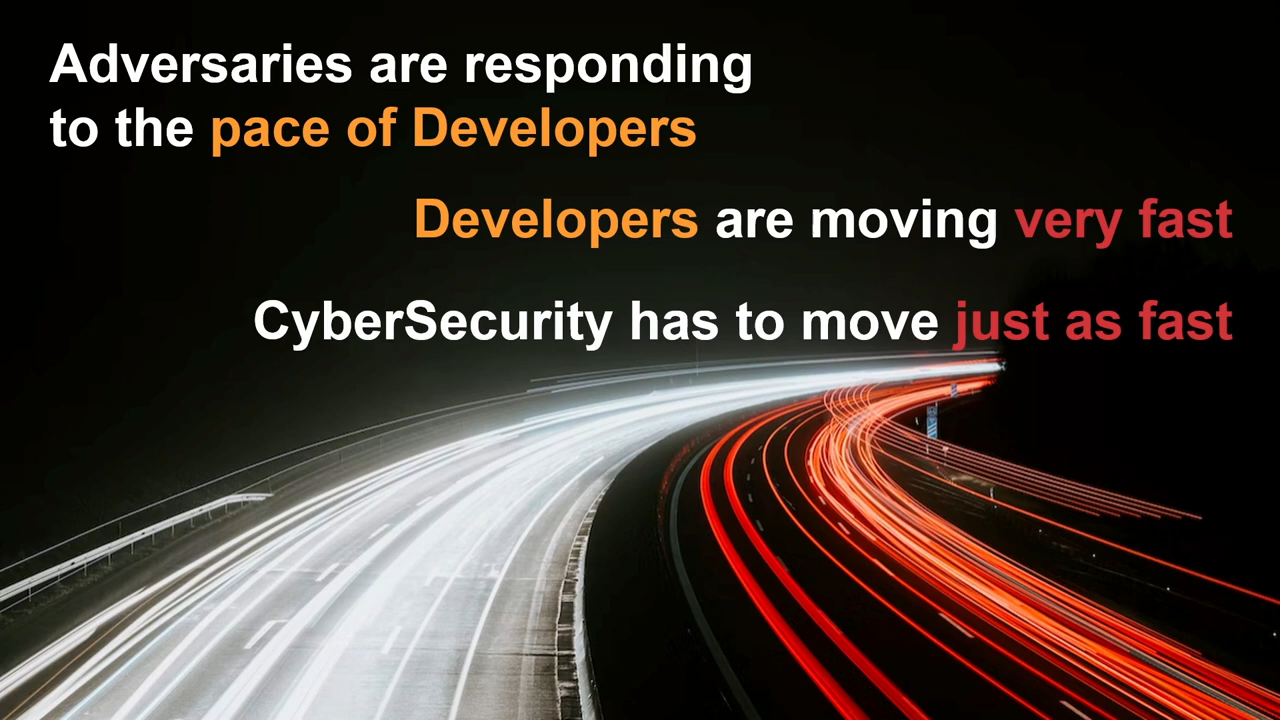 Adversaries are responding
to the pace of Developers
Developers are moving very fast
CyberSecurity has to move just as fast